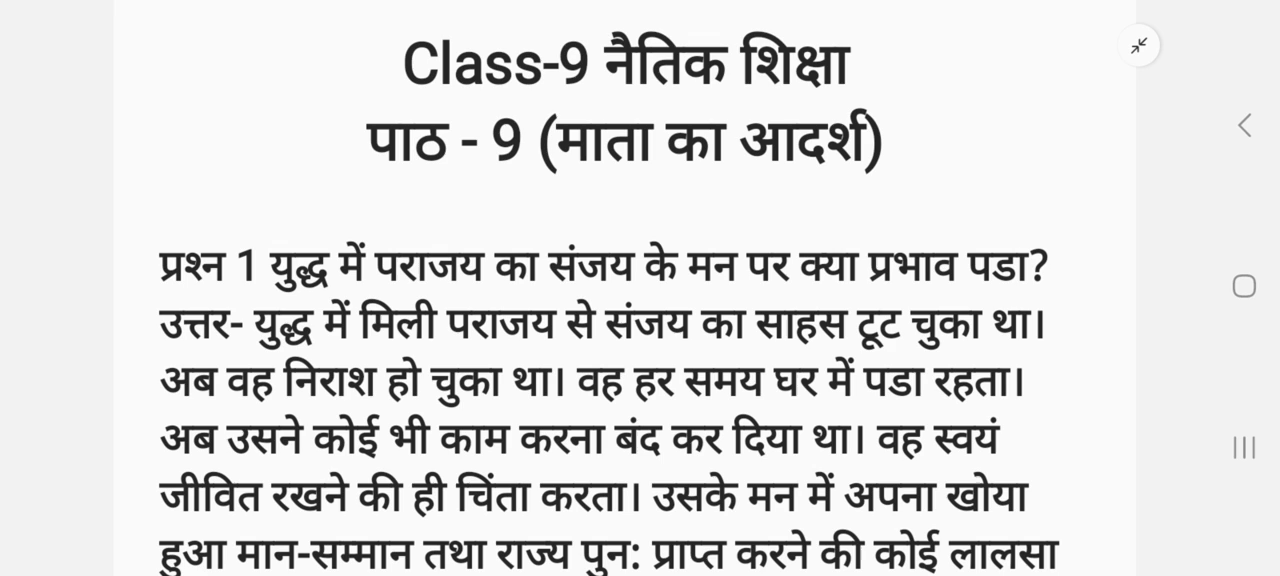 Class-9 नैतिक शिक्षा
पाठ - 9 (माता का आदर्श)
प्रश्न 1 युद्ध में पराजय का संजय के मन पर क्या प्रभाव पडा?
उत्तर- युद्ध में मिली पराजय से संजय का साहस टूट चुका था।
अब वह निराश हो चुका था। वह हर समय घर में पडा रहता।
अब उसने कोई भी काम करना बंद कर दिया था। वह स्वयं
जीवित रखने की ही चिंता करता। उसके मन में अपना खोया
हुआ मान-सम्मान तथा राज्य पुन: प्राप्त करने की कोई लालसा